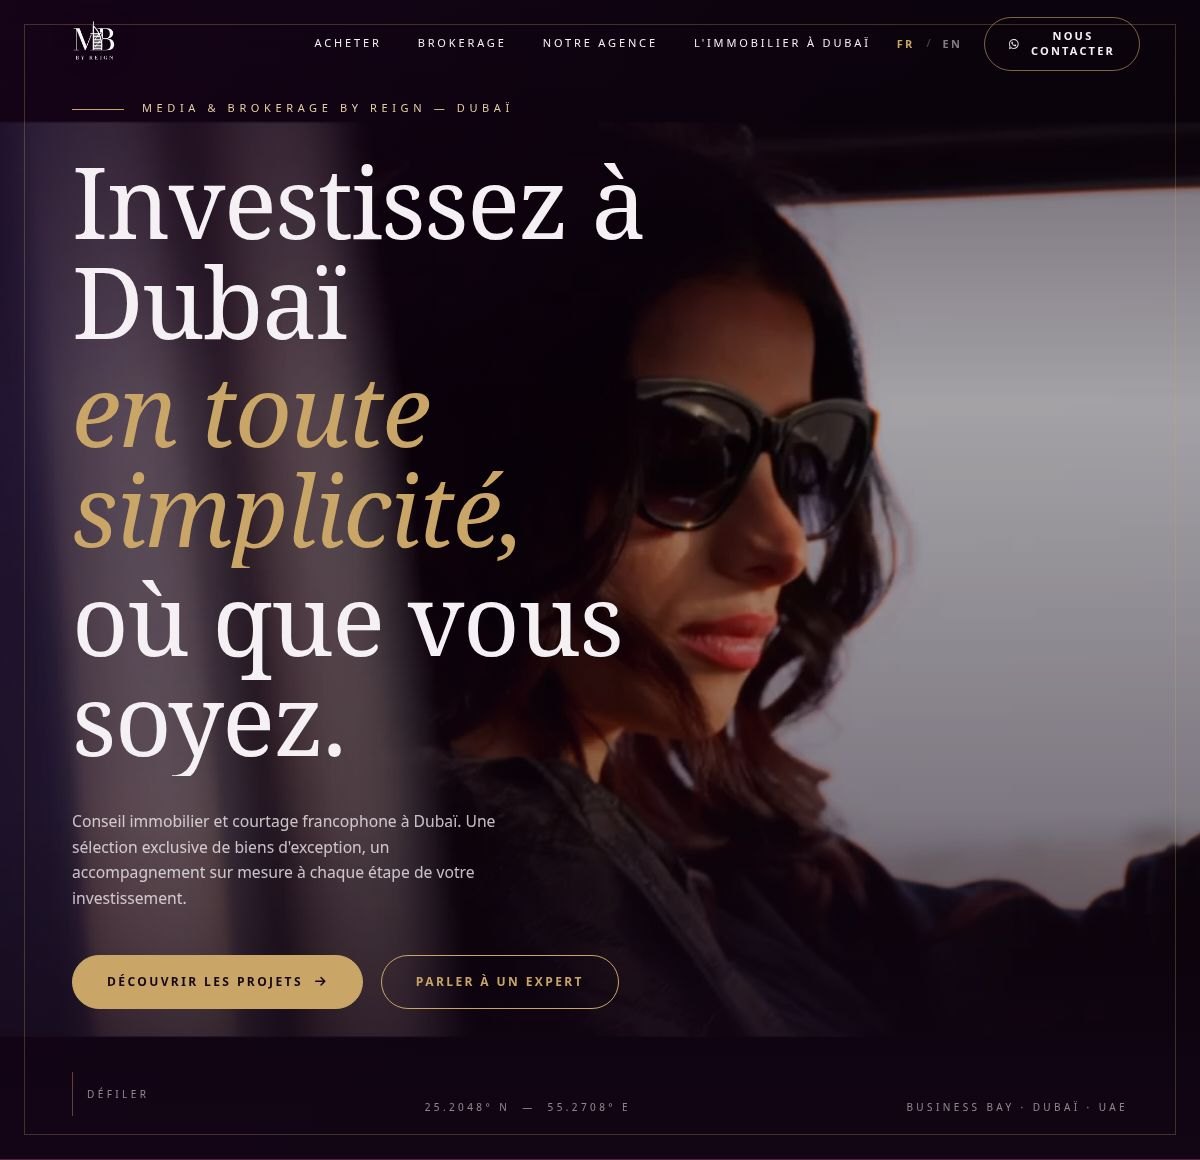 MB
BY REIGN
ACHETER
BROKERAGE
NOTRE AGENCE
L'IMMOBILIER À DUBAÏ
FR / EN
NOUS
CONTACTER
MEDIA & BROKERAGE BY REIGN — DUBAÏ
Investissez à
Dubaï
en toute
simplicité,
où que vous
soyez.
Conseil immobilier et courtage francophone à Dubaï. Une
sélection exclusive de biens d'exception, un
accompagnement sur mesure à chaque étape de votre
investissement.
DÉCOUVRIR LES PROJETS →
PARLER À UN EXPERT
DÉFILER
25.2048° N — 55.2708° E
BUSINESS BAY · DUBAÏ · UAE